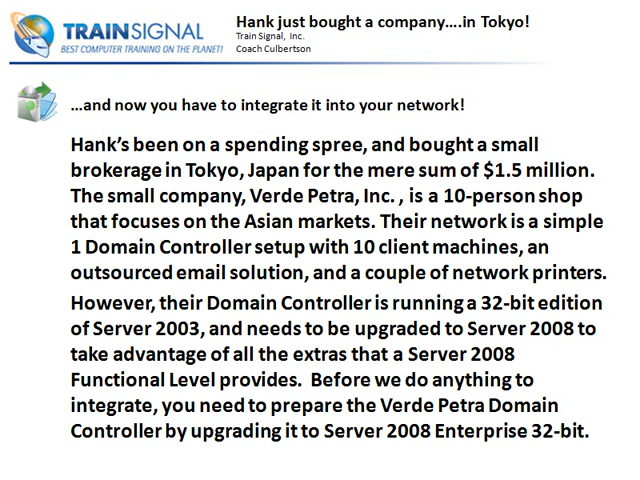 TRAINSIGNAL
BEST COMPUTER TRAINING ON THE PLANET!
Hank just bought a company….in Tokyo!
Train Signal, Inc.
Coach Culbertson
…and now you have to integrate it into your network!
Hank’s been on a spending spree, and bought a small
brokerage in Tokyo, Japan for the mere sum of $1.5 million.
The small company, Verde Petra, Inc. , is a 10-person shop
that focuses on the Asian markets. Their network is a simple
1 Domain Controller setup with 10 client machines, an
outsourced email solution, and a couple of network printers.
However, their Domain Controller is running a 32-bit edition
of Server 2003, and needs to be upgraded to Server 2008 to
take advantage of all the extras that a Server 2008
Functional Level provides.  Before we do anything to
integrate, you need to prepare the Verde Petra Domain
Controller by upgrading it to Server 2008 Enterprise 32-bit.